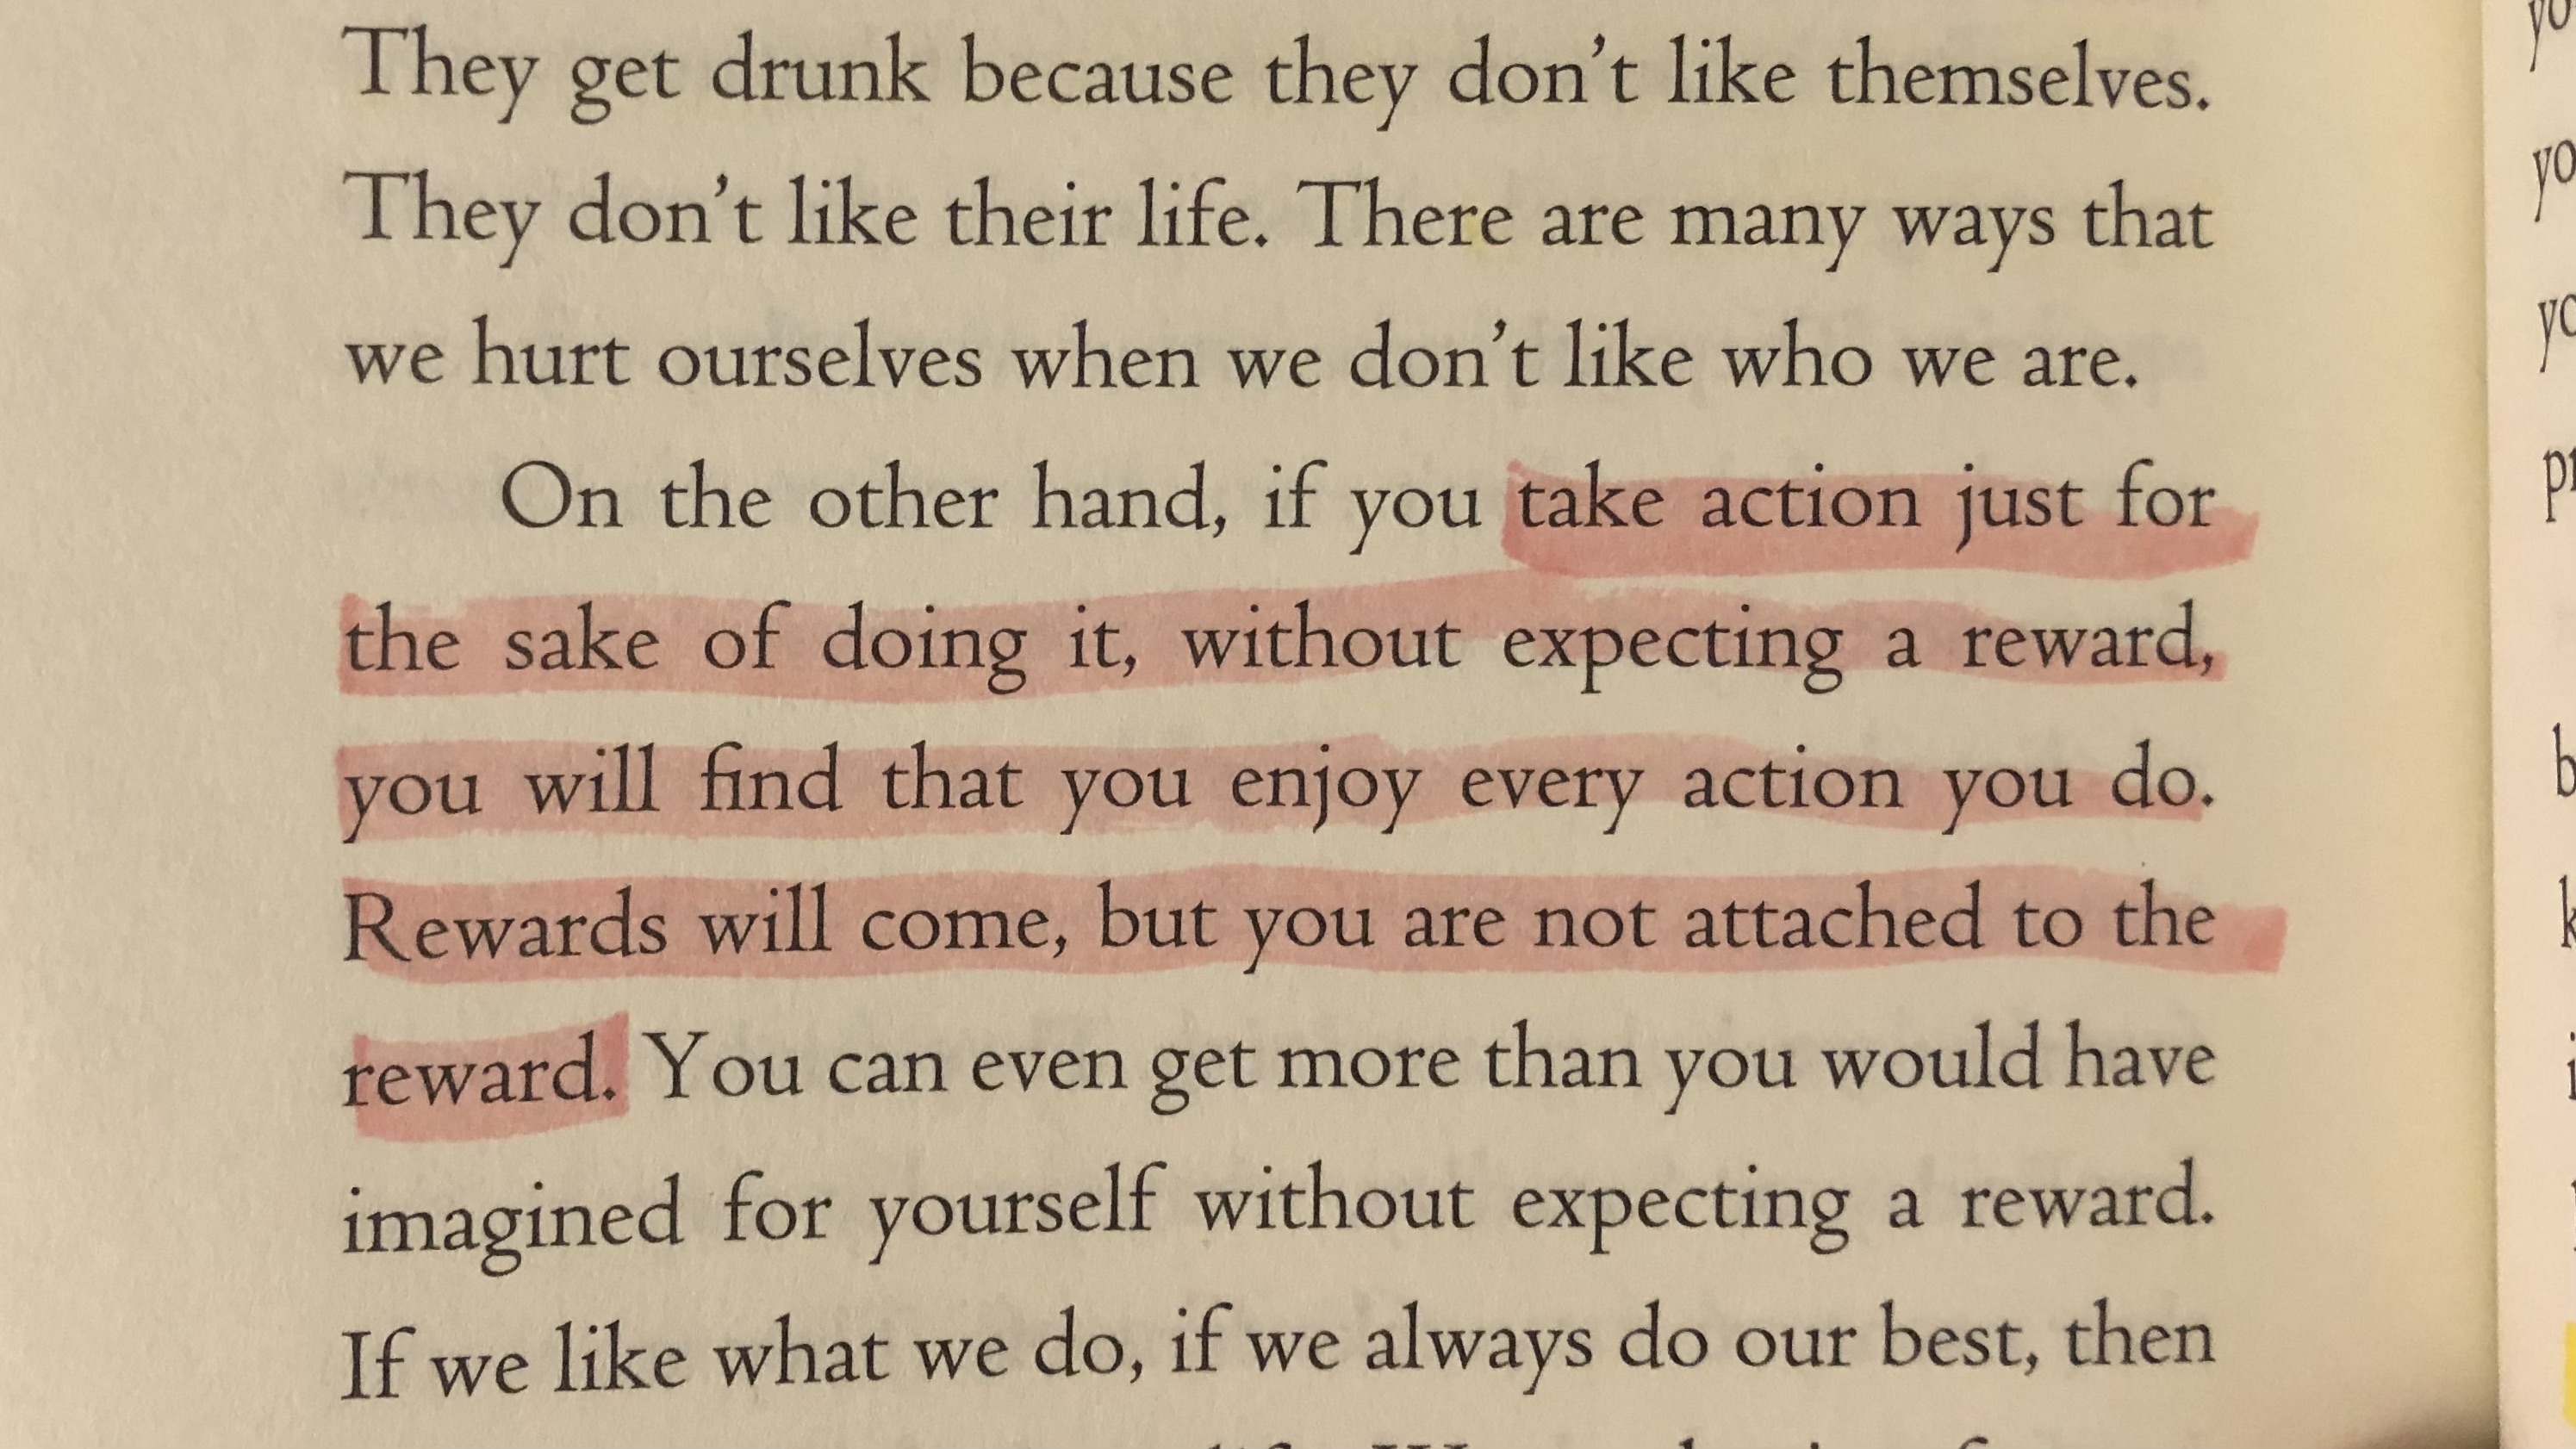 They get drunk because they don't like themselves.
They don't like their life. There are many ways that
we hurt ourselves when we don't like who we are.
On the other hand, if you take action just for
the sake of doing it, without expecting a reward,
you will find that you enjoy every action you do.
Rewards will come, but you are not attached to the
reward. You can even get more than you would have
imagined for yourself without expecting a reward.
If we like what we do, if we always do our best, then